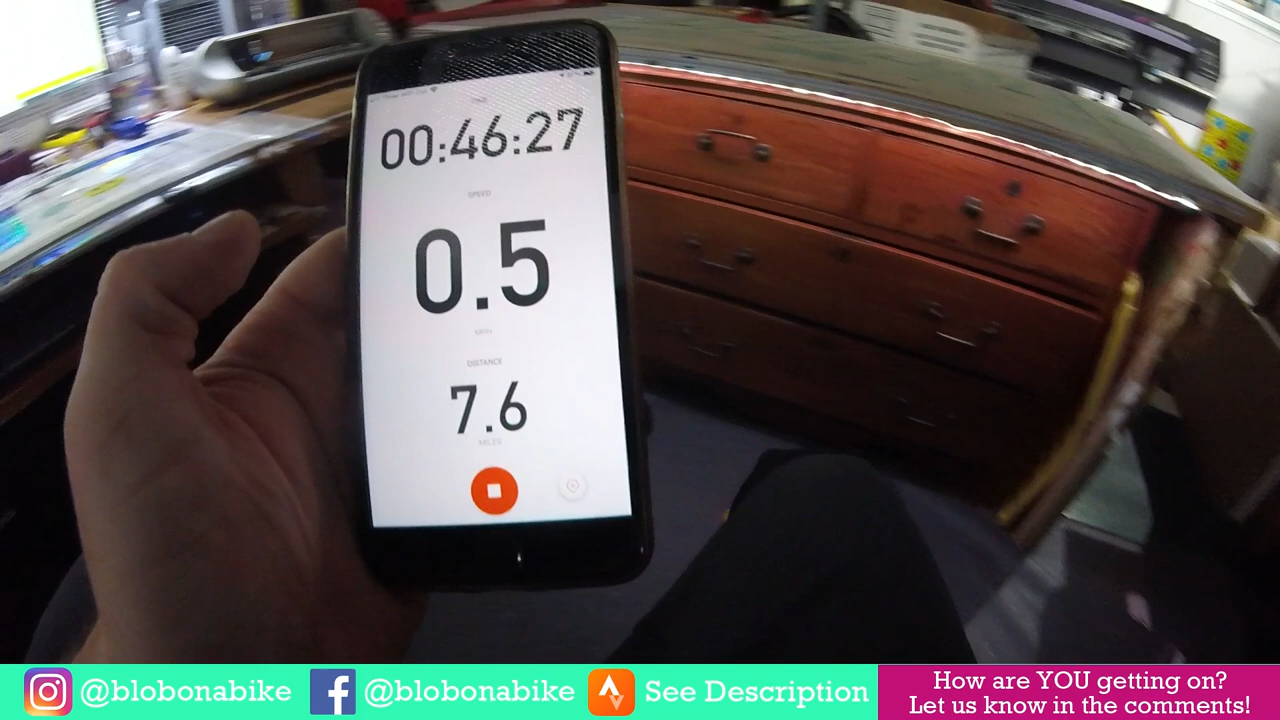 TIME
00:46:27
SPEED
0.5
MPH
DISTANCE
7.6
MILES
@blobonabike
@blobonabike
See Description
How are YOU getting on?
Let us know in the comments!